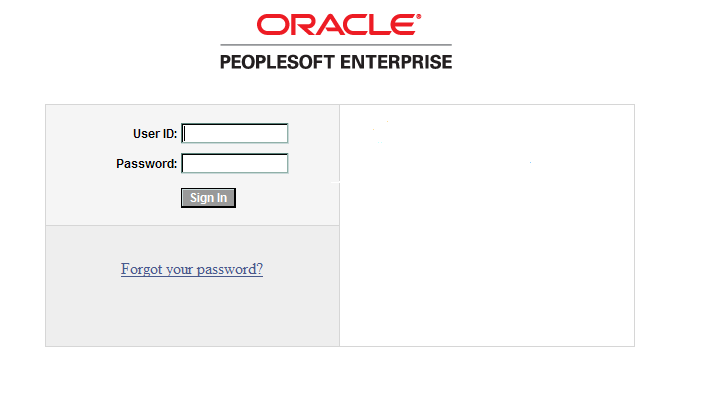 ORACLE®
PEOPLESOFT ENTERPRISE
User ID:
Password:
Sign In
Forgot your password?